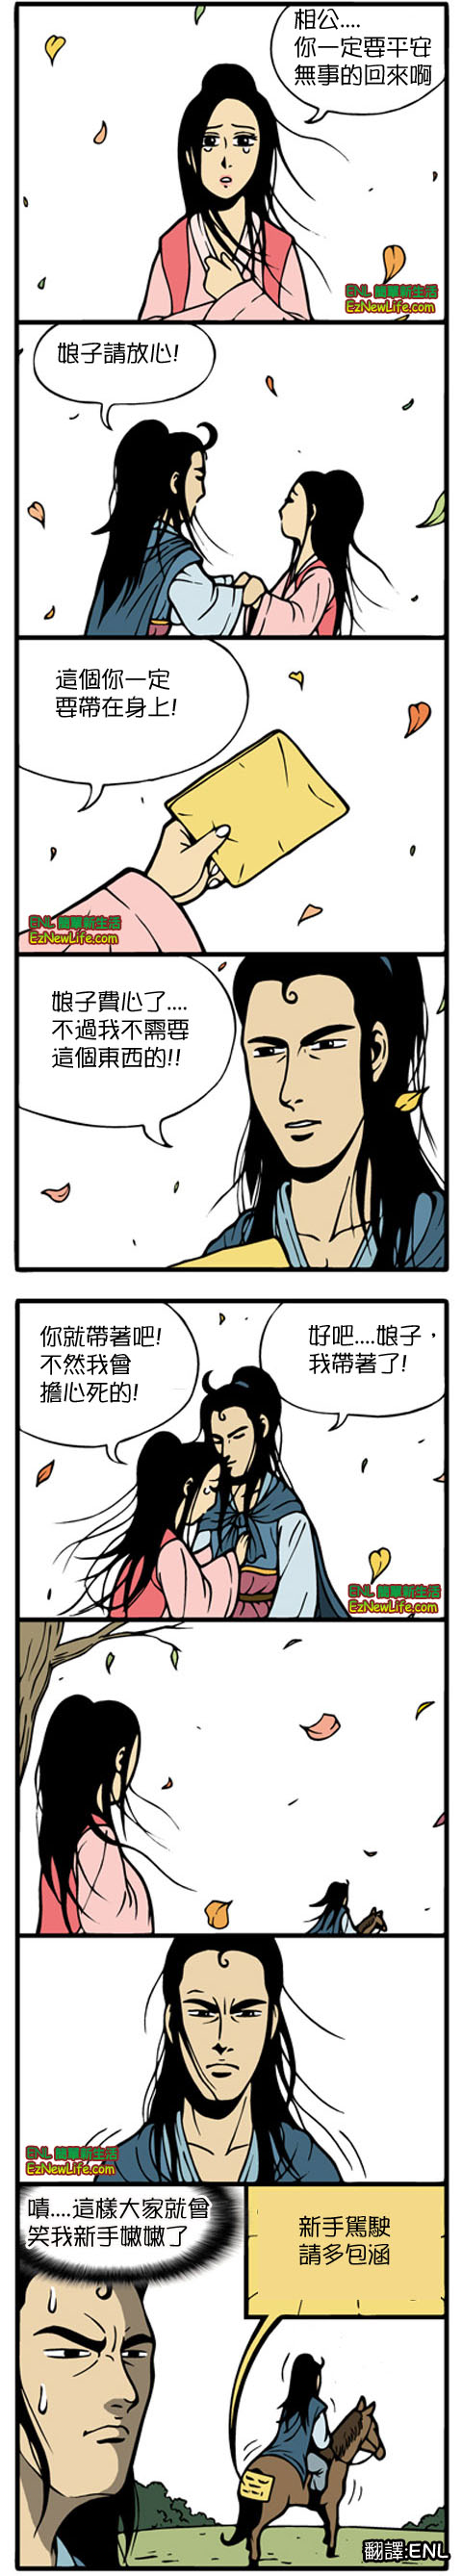 相公....
你一定要平安
無事的回來啊
ENL 簡單新生活
EzNewLife.com
娘子請放心!
這個你一定
要帶在身上!
ENL 簡單新生活
EzNewLife.com
娘子費心了....
不過我不需要
這個東西的!!
你就帶著吧!
不然我會
擔心死的!
好吧....娘子，
我帶著了!
ENL 簡單新生活
EzNewLife.com
ENL 簡單新生活
EzNewLife.com
嘖....這樣大家就會
笑我新手嫩嫩了
新手駕駛
請多包涵
翻譯:ENL